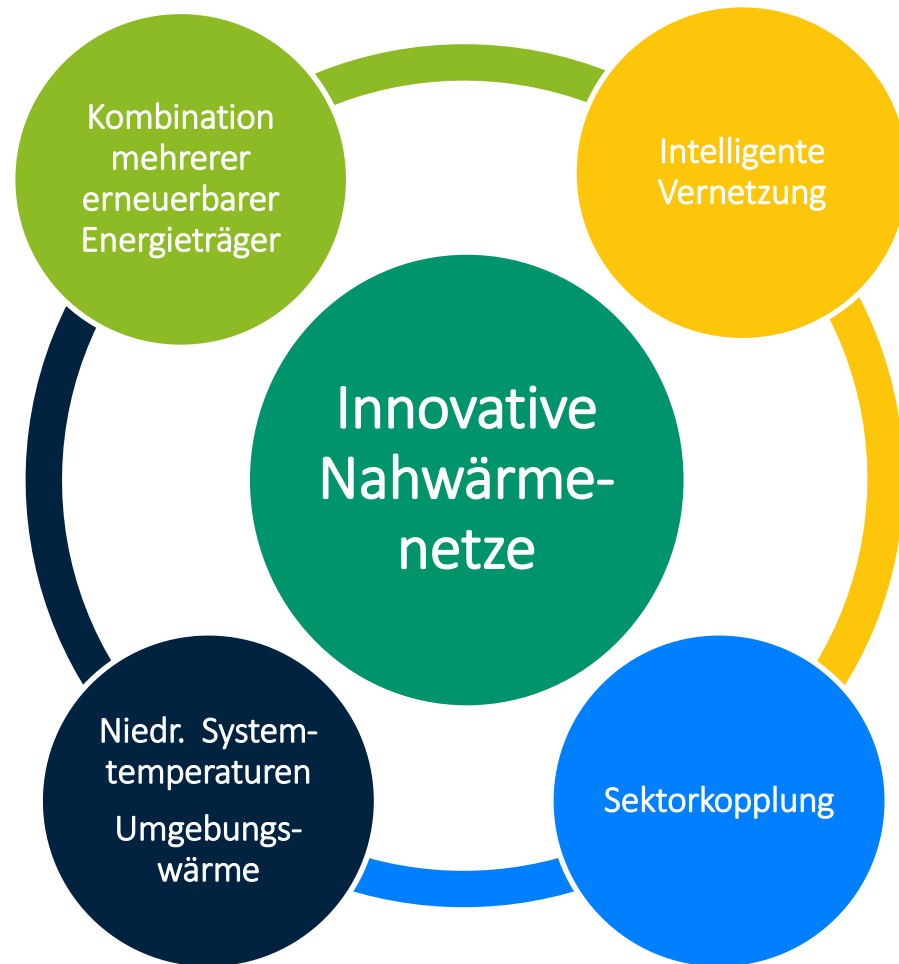 Kombination
mehrerer
erneuerbarer
Energieträger
Intelligente
Vernetzung
Innovative
Nahwärme-
netze
Niedr. System-
temperaturen
Umgebungs-
wärme
Sektorkopplung